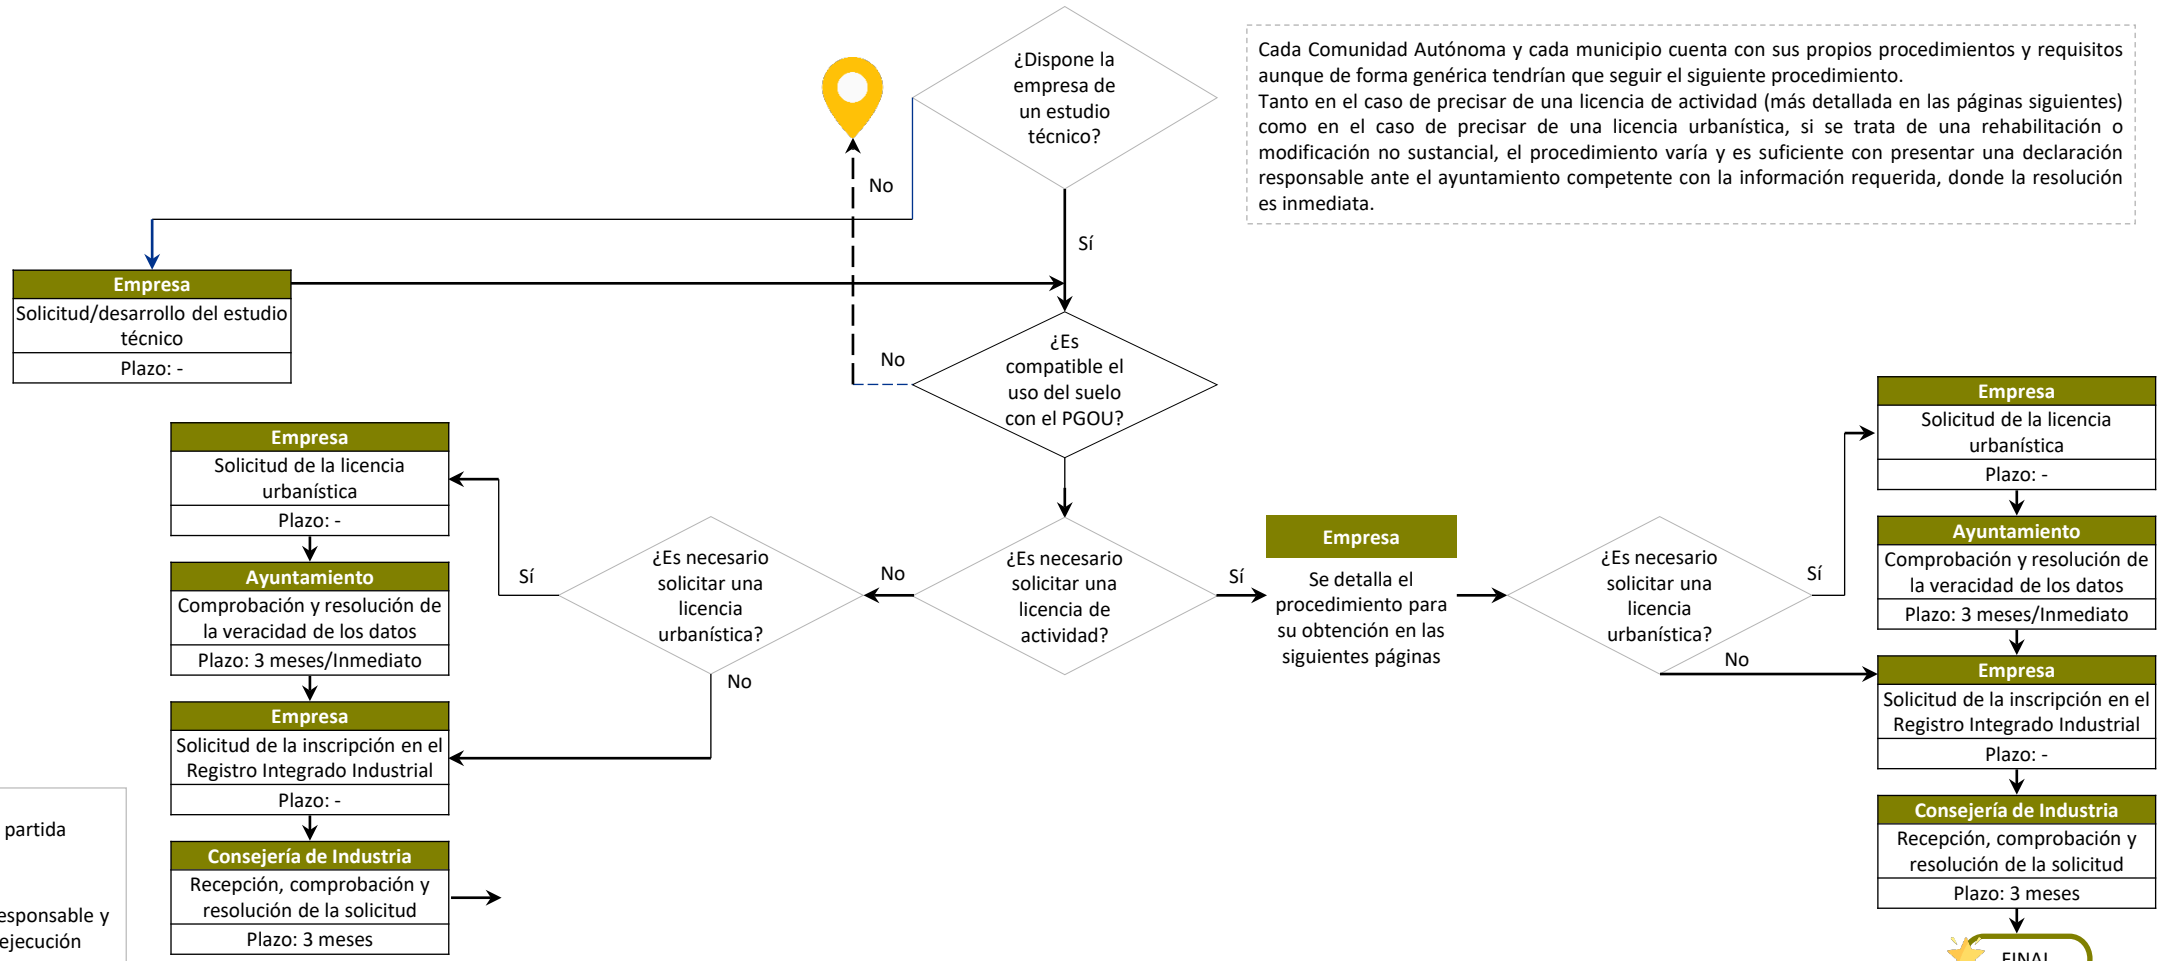 ¿Dispone la
empresa de
un estudio
técnico?
Cada Comunidad Autónoma y cada municipio cuenta con sus propios procedimientos y requisitos
aunque de forma genérica tendrían que seguir el siguiente procedimiento.
Tanto en el caso de precisar de una licencia de actividad (más detallada en las páginas siguientes)
como en el caso de precisar de una licencia urbanística, si se trata de una rehabilitación o
modificación no sustancial, el procedimiento varía y es suficiente con presentar una declaración
responsable ante el ayuntamiento competente con la información requerida, donde la resolución
es inmediata.
No
Sí
Empresa
Solicitud/desarrollo del estudio
técnico
Plazo: -
¿Es
compatible el
uso del suelo
con el PGOU?
No
Empresa
Solicitud de la licencia
urbanística
Plazo: -
Ayuntamiento
Comprobación y resolución de
la veracidad de los datos
Plazo: 3 meses/Inmediato
Empresa
Solicitud de la inscripción en el
Registro Integrado Industrial
Plazo: -
Consejería de Industria
Recepción, comprobación y
resolución de la solicitud
Plazo: 3 meses
Sí
¿Es necesario
solicitar una
licencia
urbanística?
No
No
¿Es necesario
solicitar una
licencia de
actividad?
Sí
Empresa
Se detalla el
procedimiento para
su obtención en las
siguientes páginas
¿Es necesario
solicitar una
licencia
urbanística?
Sí
No
Empresa
Solicitud de la licencia
urbanística
Plazo: -
Ayuntamiento
Comprobación y resolución de
la veracidad de los datos
Plazo: 3 meses/Inmediato
Empresa
Solicitud de la inscripción en el
Registro Integrado Industrial
Plazo: -
Consejería de Industria
Recepción, comprobación y
resolución de la solicitud
Plazo: 3 meses
FINAL
partida
esponsable y
ejecución